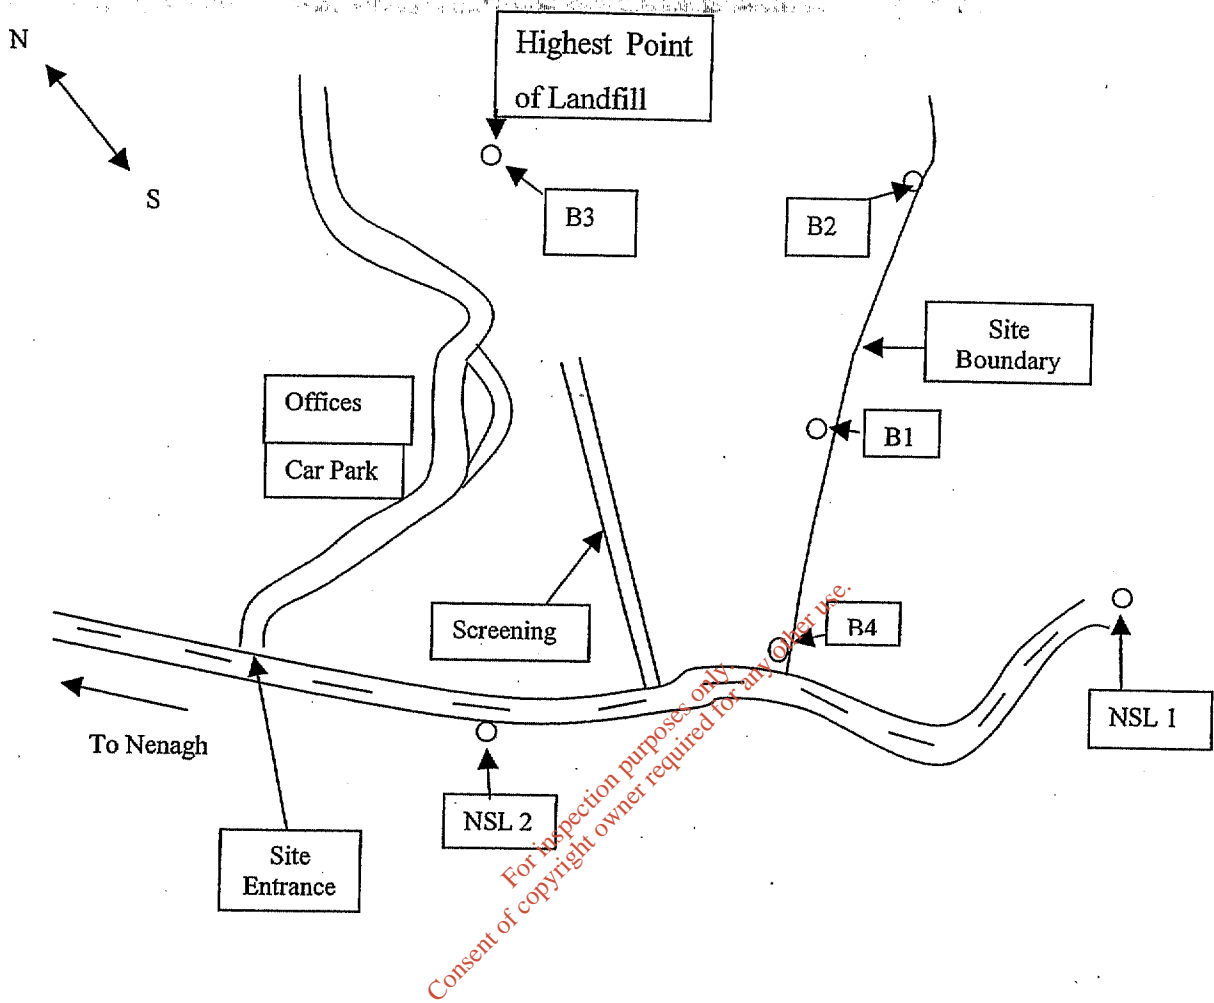 N
Highest Point
of Landfill
S
B3
B2
Site
Boundary
Offices
B1
Car Park
Screening
B4
To Nenagh
NSL 1
NSL 2
Site
Entrance
For inspection purposes only.
Consent of copyright owner required for any other use.